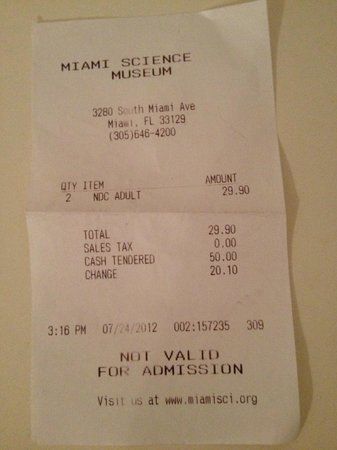 MIAMI SCIENCE
MUSEUM
3280 South Miami Ave
Miami, FL 33129
(305)646-4200
QTY ITEM AMOUNT
2 NDC ADULT 29.90
TOTAL 29.90
SALES TAX 0.00
CASH TENDERED 50.00
CHANGE 20.10
3:16 PM 07/24/2012 002:157235 309
NOT VALID
FOR ADMISSION
Visit us at www.miamisci.org